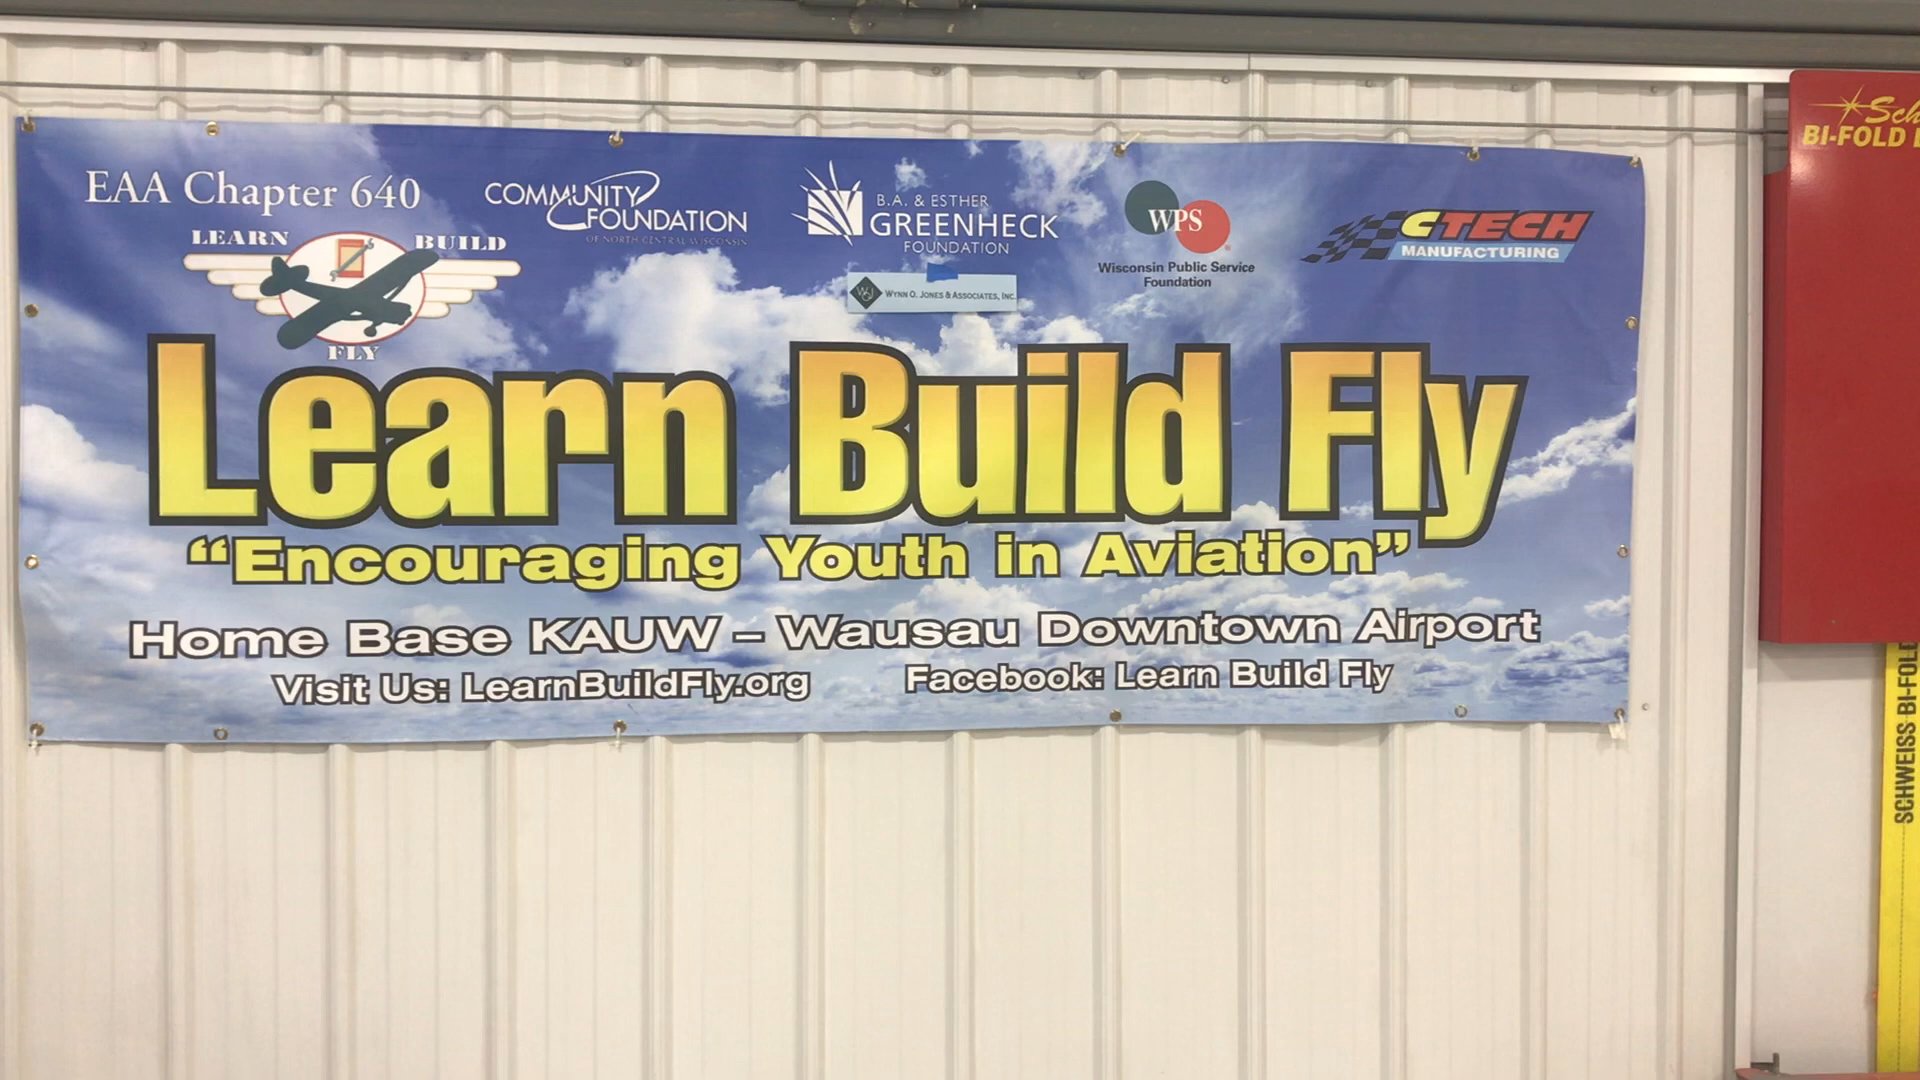 EAA Chapter 640
LEARN BUILD
FLY
COMMUNITY
FOUNDATION
OF NORTH CENTRAL WISCONSIN
B.A. & ESTHER
GREENHECK
FOUNDATION
WYNN O. JONES & ASSOCIATES, INC.
WPS
Wisconsin Public Service
Foundation
CTECH
MANUFACTURING
Learn Build Fly
“Encouraging Youth in Aviation”
Home Base KAUW – Wausau Downtown Airport
Visit Us: LearnBuildFly.org
Facebook: Learn Build Fly
BI-FOLD
SCHWEISS BI-FOLD